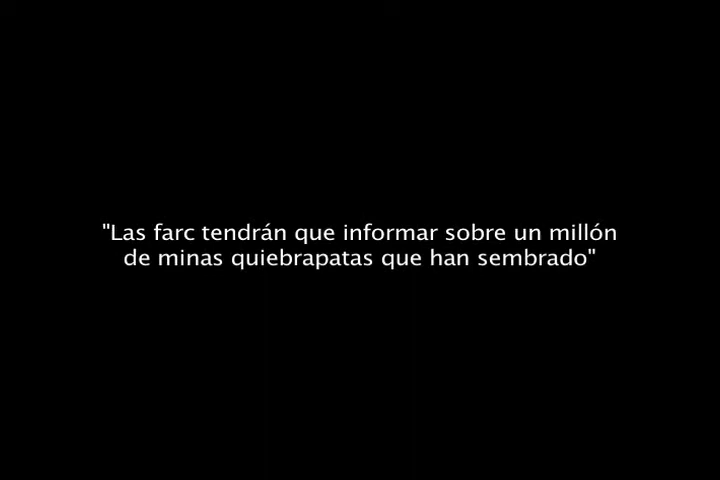 "Las farc tendrán que informar sobre un millón
de minas quiebrapatas que han sembrado"